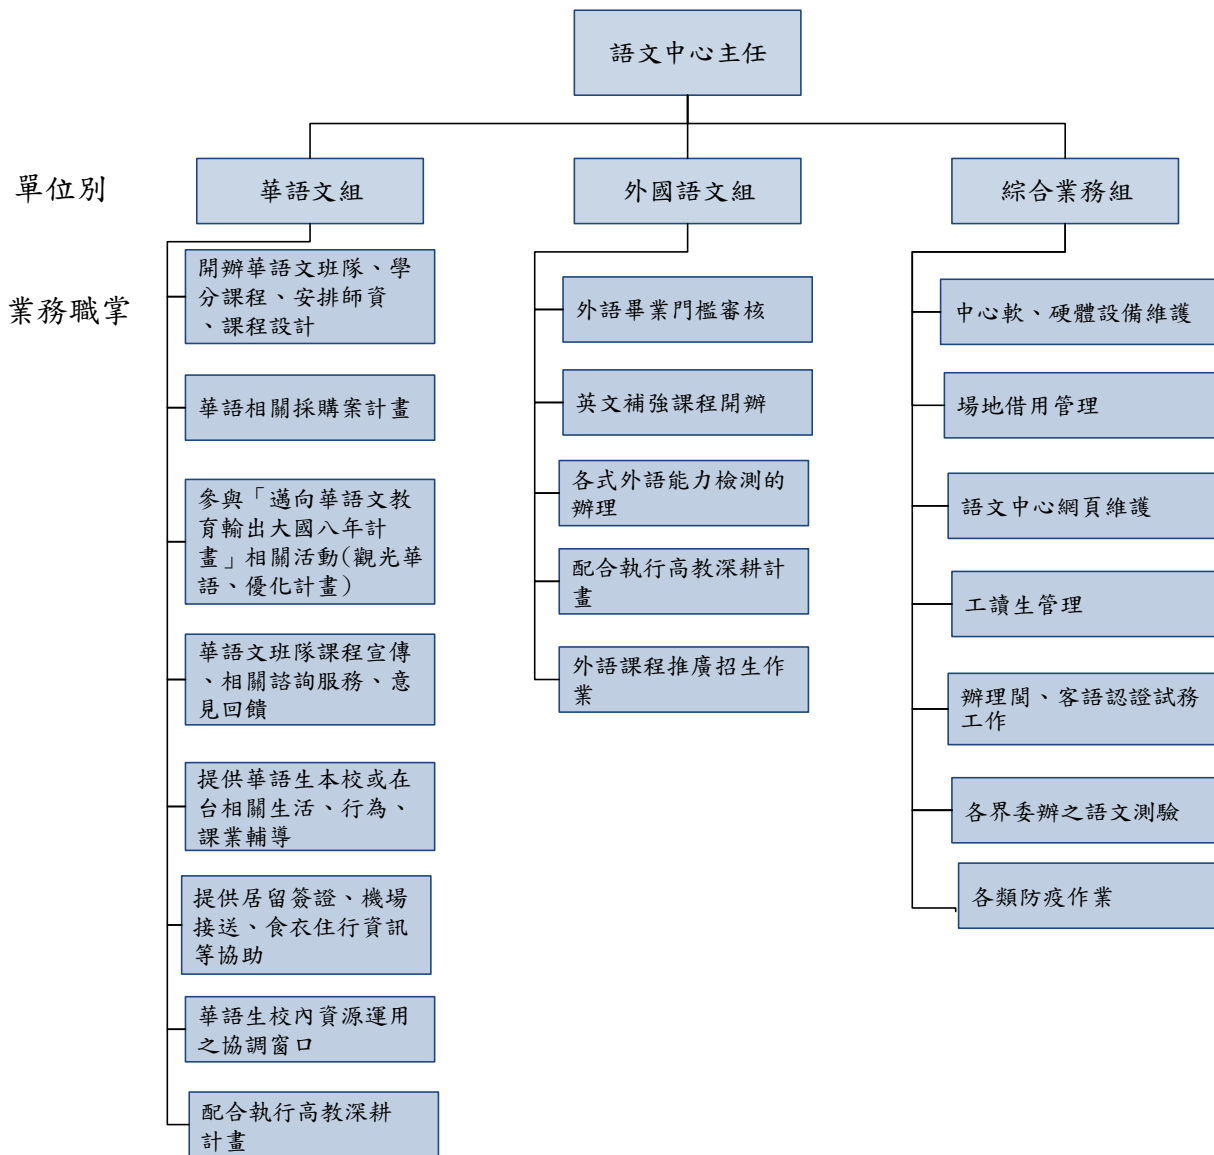 語文中心主任
單位別
華語文組
外國語文組
綜合業務組
業務職掌
開辦華語文班隊、學
分課程、安排師資
、課程設計
華語相關採購案計畫
參與「邁向華語文教
育輸出大國八年計
畫」相關活動(觀光華
語、優化計畫)
華語文班隊課程宣傳
、相關諮詢服務、意
見回饋
提供華語生本校或在
台相關生活、行為、
課業輔導
提供居留簽證、機場
接送、食衣住行資訊
等協助
華語生校內資源運用
之協調窗口
配合執行高教深耕
計畫
外語畢業門檻審核
英文補強課程開辦
各式外語能力檢測的
辦理
配合執行高教深耕計
畫
外語課程推廣招生作
業
中心軟、硬體設備維護
場地借用管理
語文中心網頁維護
工讀生管理
辦理閩、客語認證試務
工作
各界委辦之語文測驗
各類防疫作業